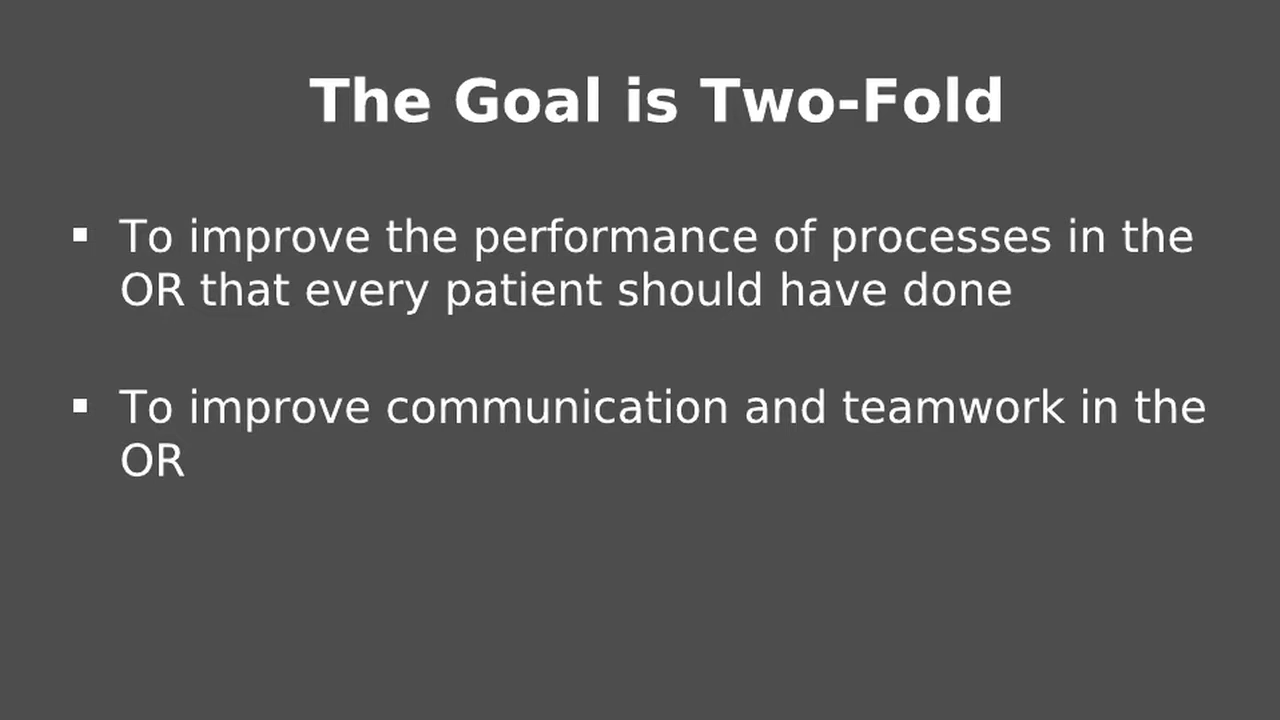 The Goal is Two-Fold
▪ To improve the performance of processes in the
OR that every patient should have done
▪ To improve communication and teamwork in the
OR